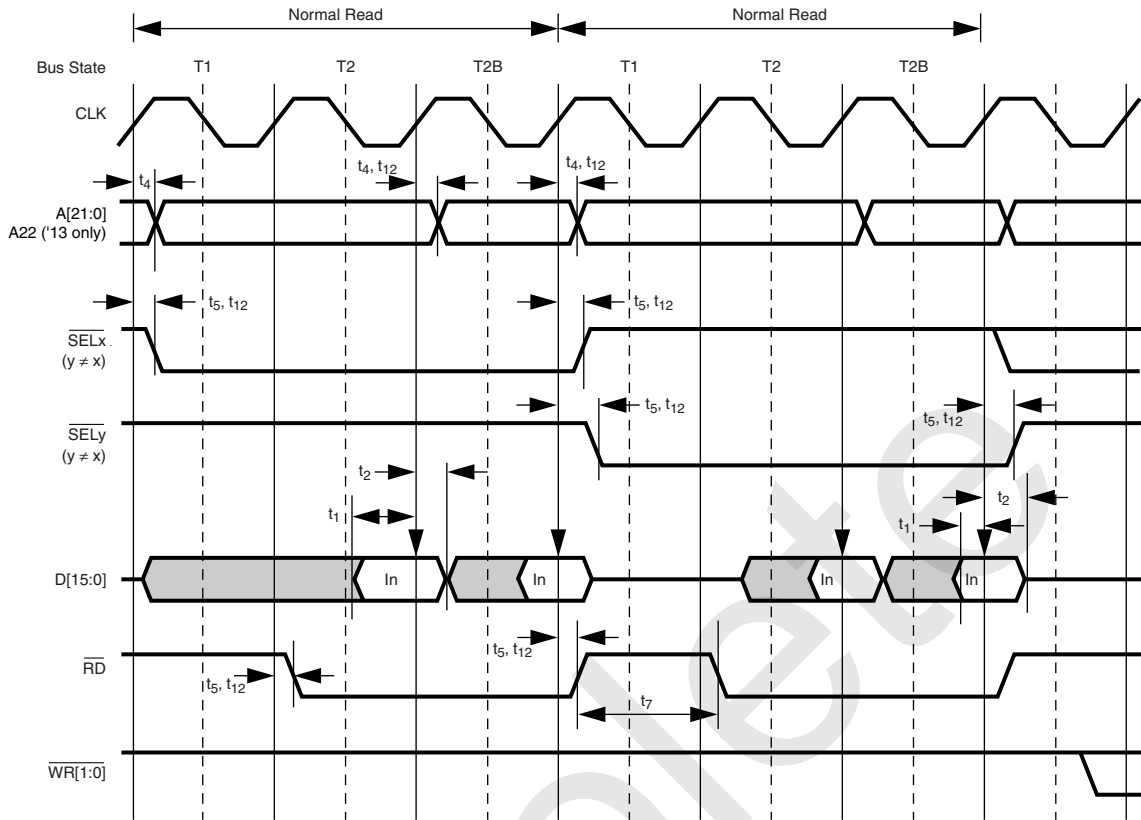 Normal Read Normal Read
Bus State T1 T2 T2B T1 T2 T2B
CLK
t4 t4, t12 t4, t12
A[21:0]
A22 ('13 only)
t5, t12 t5, t12
SELx
(y ≠ x)
t5, t12 t5, t12
SELy
(y ≠ x)
t2 t2
t1 t1
D[15:0] In In In In
t5, t12
RD
t5, t12
t7
WR[1:0]